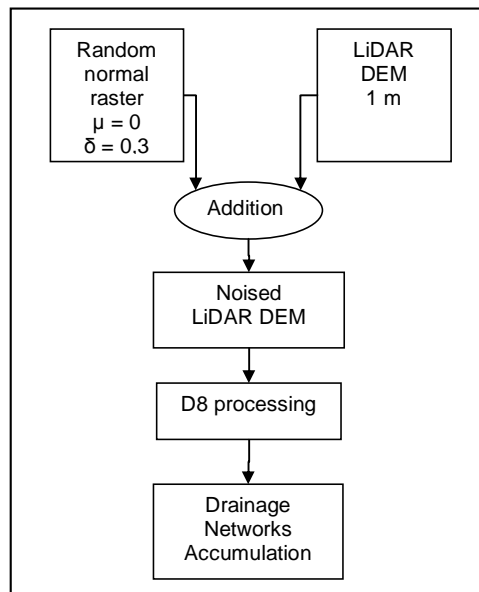 Random
normal
raster
μ = 0
δ = 0.3
LiDAR
DEM
1 m
Addition
Noised
LiDAR DEM
D8 processing
Drainage
Networks
Accumulation